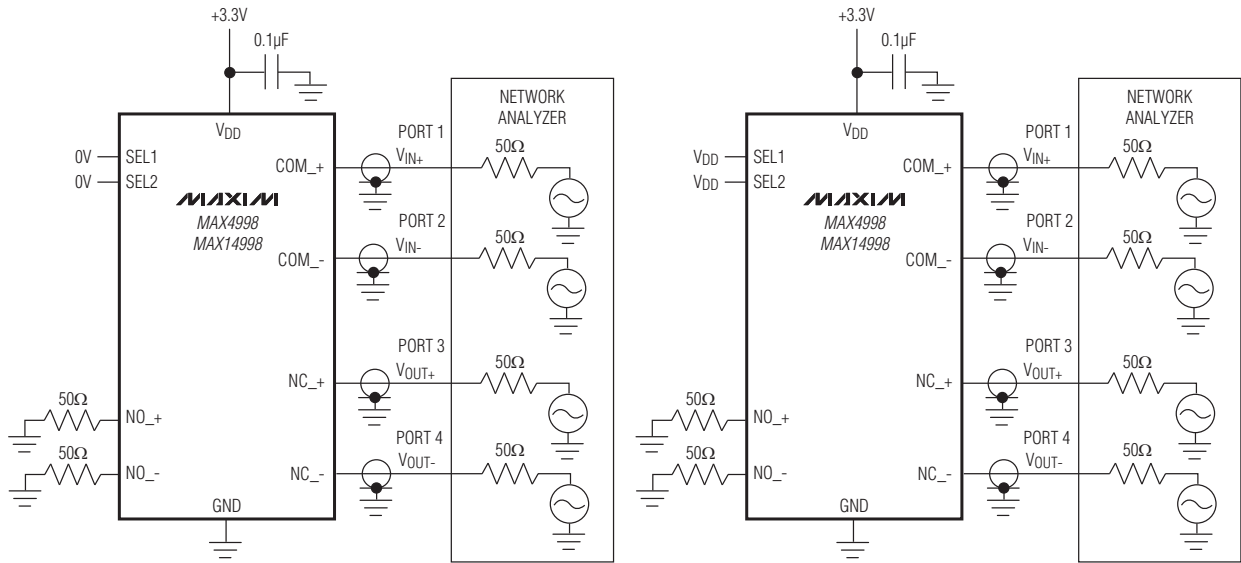 +3.3V
0.1µF
VDD
0V
SEL1
0V
SEL2
MAXIM
MAX4998
MAX14998
COM_+
COM_-
NC_+
NC_-
50Ω
NO_+
50Ω
NO_-
GND
NETWORK
ANALYZER
PORT 1
VIN+
50Ω
PORT 2
VIN-
50Ω
PORT 3
VOUT+
50Ω
PORT 4
VOUT-
50Ω
+3.3V
0.1µF
VDD
VDD
SEL1
VDD
SEL2
MAXIM
MAX4998
MAX14998
COM_+
COM_-
NC_+
NC_-
50Ω
NO_+
50Ω
NO_-
GND
NETWORK
ANALYZER
PORT 1
VIN+
50Ω
PORT 2
VIN-
50Ω
PORT 3
VOUT+
50Ω
PORT 4
VOUT-
50Ω